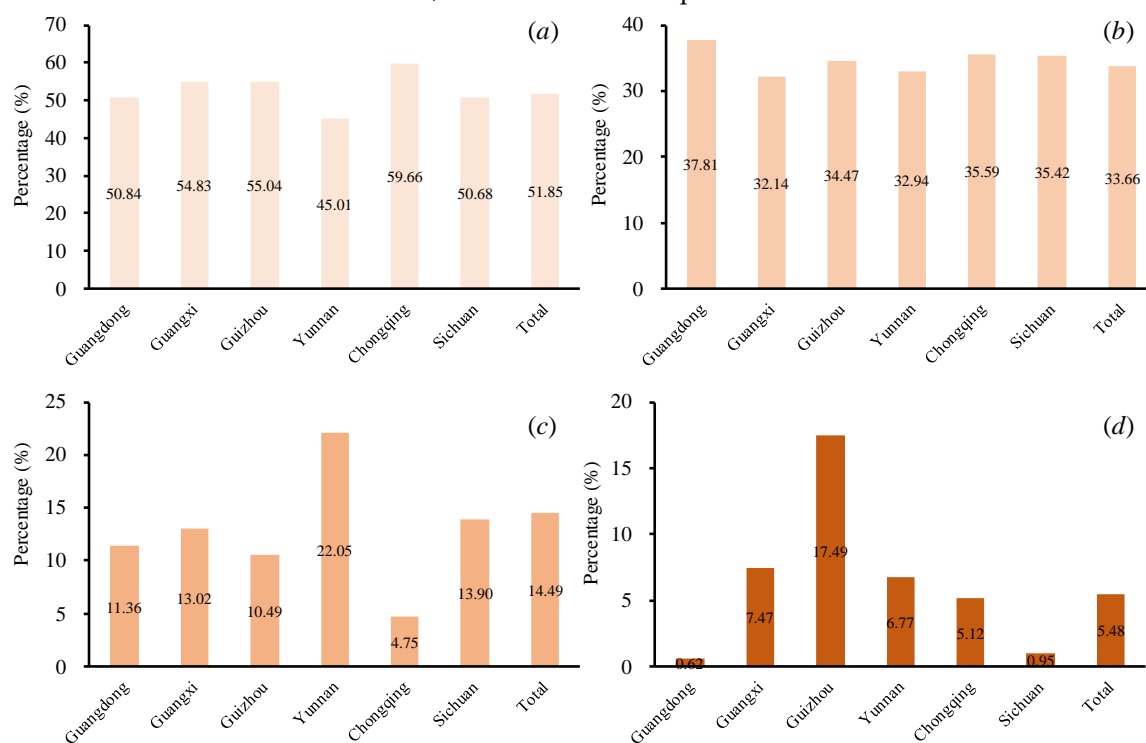 (a)
Percentage (%)
70
60
50
40
30
20
10
0
50.84
54.83
55.04
45.01
59.66
50.68
51.85
Guangdong
Guangxi
Guizhou
Yunnan
Chongqing
Sichuan
Total
(b)
Percentage (%)
40
30
20
10
0
37.81
32.14
34.47
32.94
35.59
35.42
33.66
Guangdong
Guangxi
Guizhou
Yunnan
Chongqing
Sichuan
Total
(c)
Percentage (%)
25
20
15
10
5
0
11.36
13.02
10.49
22.05
4.75
13.90
14.49
Guangdong
Guangxi
Guizhou
Yunnan
Chongqing
Sichuan
Total
(d)
Percentage (%)
20
15
10
5
0
0.62
7.47
17.49
6.77
5.12
0.95
5.48
Guangdong
Guangxi
Guizhou
Yunnan
Chongqing
Sichuan
Total